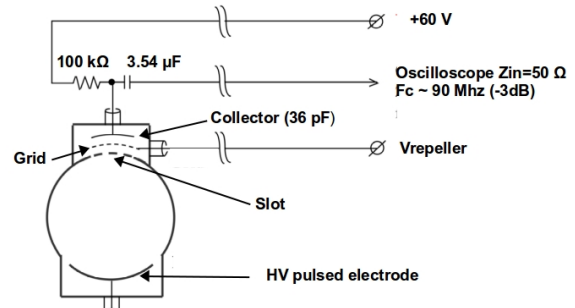 +60 V
100 kΩ
3.54 µF
Oscilloscope Zin=50 Ω
Fc ~ 90 Mhz (-3dB)
Collector (36 pF)
Grid
Vrepeller
Slot
HV pulsed electrode